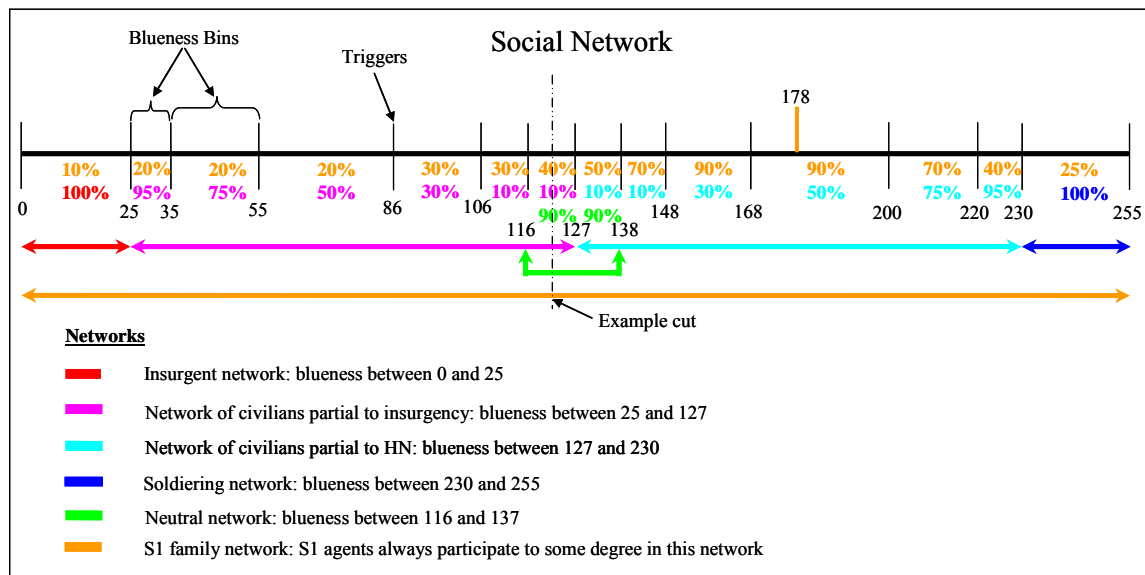 Social Network
Blueness Bins
Triggers
178
10% 20% 20% 20% 30% 30% 40% 50% 70% 90% 90% 70% 40% 25%
100% 95% 75% 50% 30% 10% 10% 10% 10% 30% 50% 75% 95% 100%
0 25 35 55 86 106 90% 90% 148 168 200 220 230 255
116 127 138
Example cut
Networks
Insurgent network: blueness between 0 and 25
Network of civilians partial to insurgency: blueness between 25 and 127
Network of civilians partial to HN: blueness between 127 and 230
Soldiering network: blueness between 230 and 255
Neutral network: blueness between 116 and 137
S1 family network: S1 agents always participate to some degree in this network